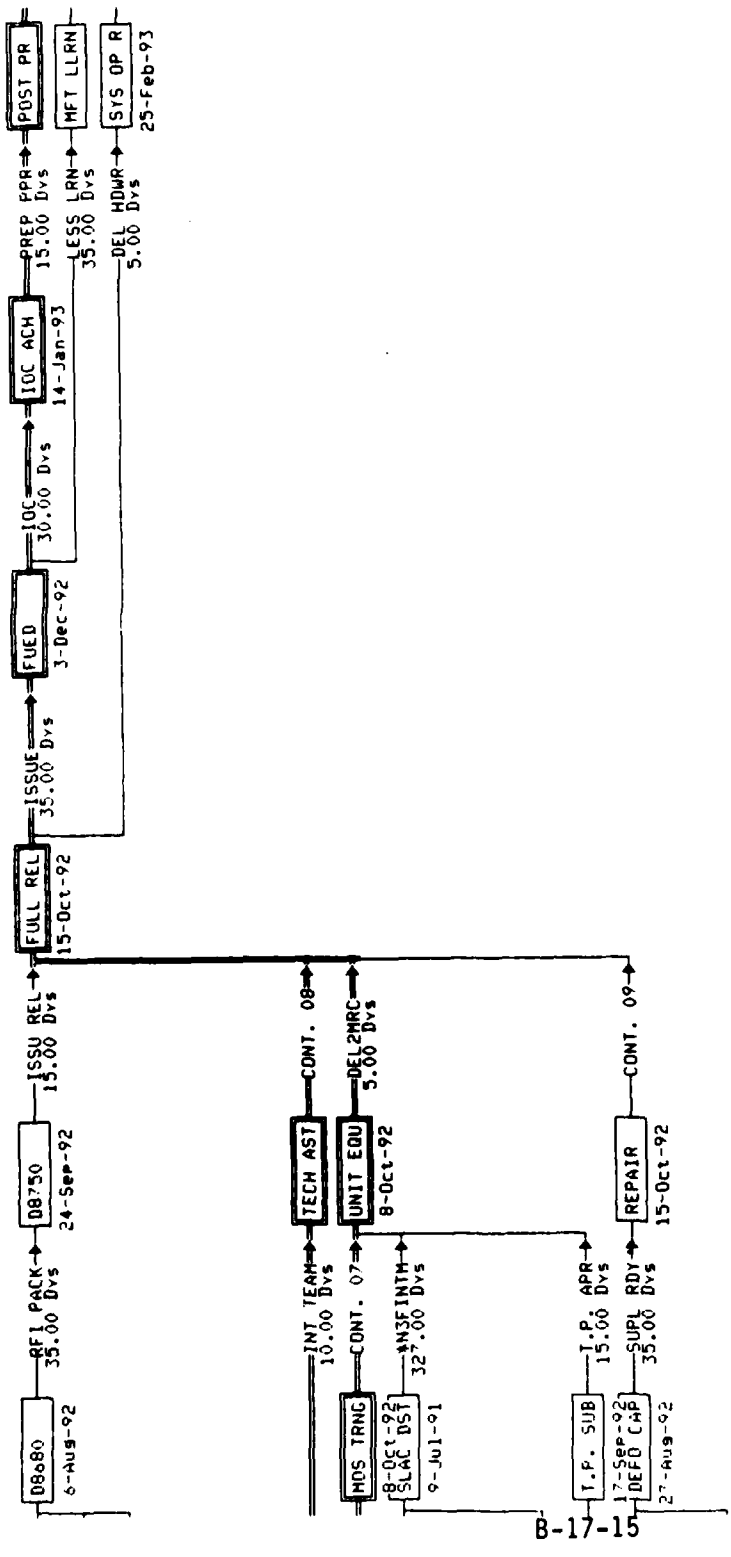 D8680
6-Aug-92
RFI PACK
35.00 Dys
D8750
24-Sep-92
ISSU REL
15.00 Dys
FULL REL
15-Oct-92
ISSUE
35.00 Dys
FUED
3-Dec-92
IOC
30.00 Dys
IOC ACH
14-Jan-93
PREP PPR
15.00 Dys
POST PR
LESS LRN
35.00 Dys
MFT LLRN
DEL HDWR
5.00 Dys
SYS OP R
25-Feb-93
INT TEAM
10.00 Dys
TECH AST
CONT. 08
MDS TRNG
8-Oct-92
CONT. 07
UNIT EQU
8-Oct-92
DEL2MRC
5.00 Dys
SLAC DST
9-Jul-91
*N3FINTM
327.00 Dys
T.P. SUB
17-Sep-92
T.P. APR
15.00 Dys
DEFD CAP
27-Aug-92
SUPL RDY
35.00 Dys
REPAIR
15-Oct-92
CONT. 09
B-17-15